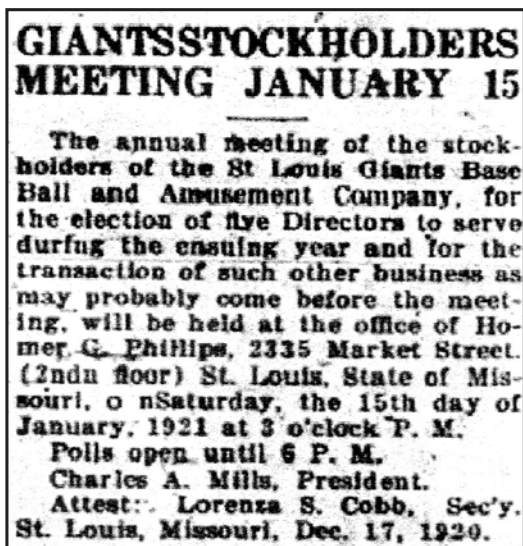 GIANTSSTOCKHOLDERS
MEETING JANUARY 15
The annual meeting of the stock-
holders of the St Louis Giants Base
Ball and Amusement Company, for
the election of five Directors to serve
during the ensuing year and for the
transaction of such other business as
may probably come before the meet-
ing, will be held at the office of Ho-
mer G. Phillips, 2335 Market Street.
(2ndu floor) St. Louis, State of Mis-
souri, o nSaturday, the 15th day of
January, 1921 at 3 o'clock P. M.
Polls open until 6 P. M.
Charles A. Mills, President.
Attest: Lorenza S. Cobb, Sec'y.
St. Louis, Missouri, Dec. 17, 1920.